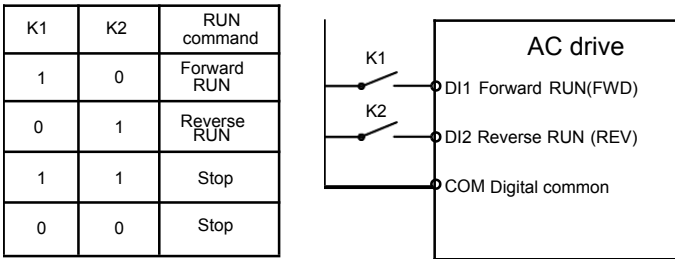 K1 K2 RUN
command
1 0 Forward
RUN
0 1 Reverse
RUN
1 1 Stop
0 0 Stop
AC drive
K1
DI1 Forward RUN(FWD)
K2
DI2 Reverse RUN (REV)
COM Digital common